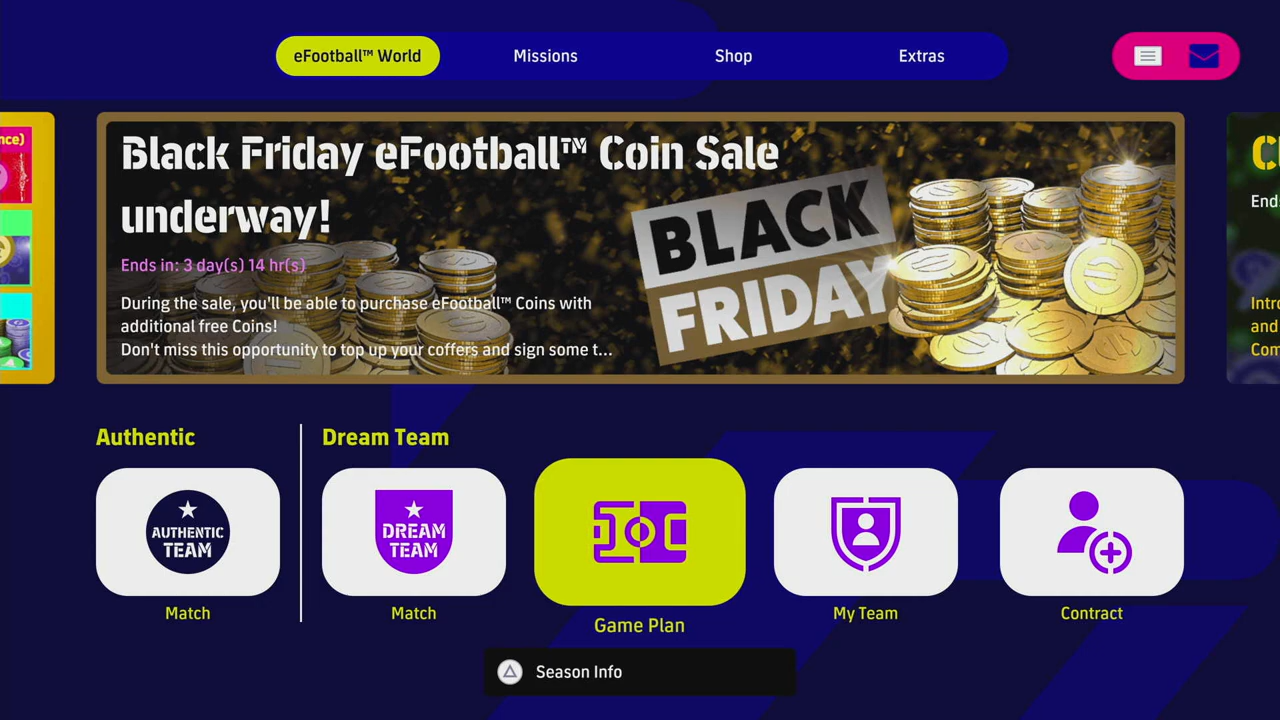 eFootball™ World
Missions
Shop
Extras
nce)
Black Friday eFootball™ Coin Sale
underway!
Ends in: 3 day(s) 14 hr(s)
During the sale, you'll be able to purchase eFootball™ Coins with
additional free Coins!
Don't miss this opportunity to top up your coffers and sign some t...
BLACK
FRIDAY
Ends
Intro
and
Com
Authentic
Dream Team
AUTHENTIC
TEAM
DREAM
TEAM
Match
Match
Game Plan
My Team
Contract
Season Info